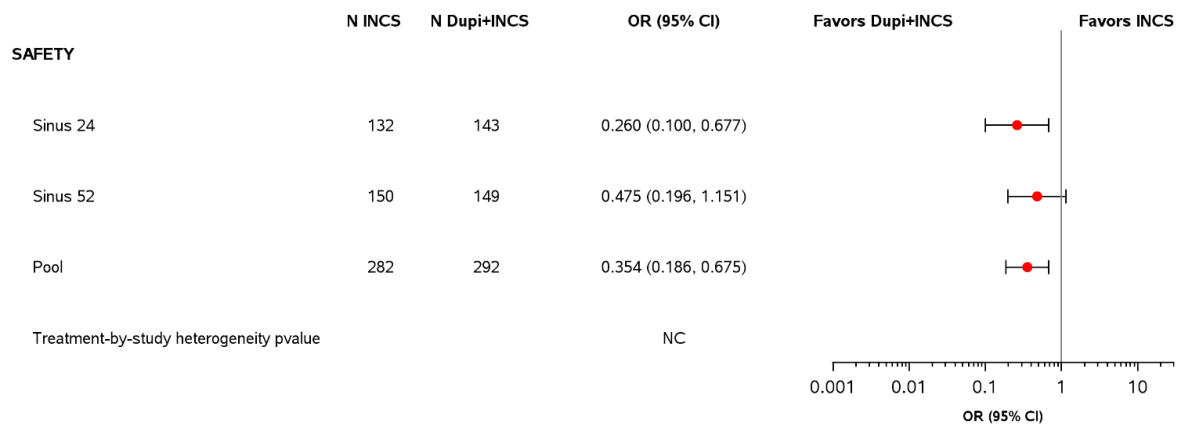 N INCS N Dupi+INCS OR (95% CI) Favors Dupi+INCS Favors INCS
SAFETY
Sinus 24 132 143 0.260 (0.100, 0.677)
Sinus 52 150 149 0.475 (0.196, 1.151)
Pool 282 292 0.354 (0.186, 0.675)
Treatment-by-study heterogeneity pvalue NC
0.001 0.01 0.1 1 10
OR (95% CI)